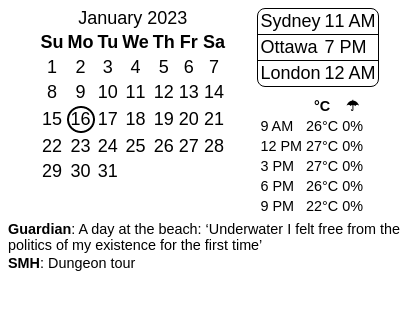 January 2023
Su Mo Tu We Th Fr Sa
1 2 3 4 5 6 7
8 9 10 11 12 13 14
15 16 17 18 19 20 21
22 23 24 25 26 27 28
29 30 31
Sydney 11 AM
Ottawa 7 PM
London 12 AM
°C ☂
9 AM 26°C 0%
12 PM 27°C 0%
3 PM 27°C 0%
6 PM 26°C 0%
9 PM 22°C 0%
Guardian: A day at the beach: ‘Underwater I felt free from the
politics of my existence for the first time’
SMH: Dungeon tour